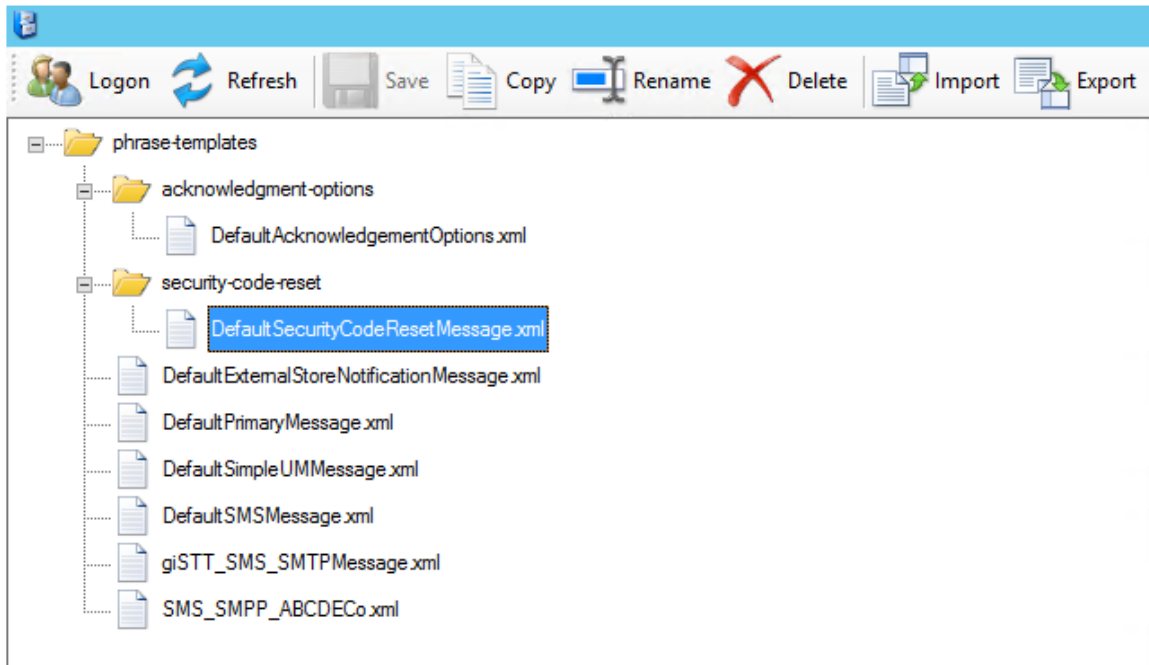 Logon Refresh Save Copy Rename Delete Import Export
phrase-templates
acknowledgment-options
DefaultAcknowledgementOptions.xml
security-code-reset
DefaultSecurityCodeResetMessage.xml
DefaultExternalStoreNotificationMessage.xml
DefaultPrimaryMessage.xml
DefaultSimpleUMMessage.xml
DefaultSMSMessage.xml
giSTT_SMS_SMTPMessage.xml
SMS_SMPP_ABCDECo.xml